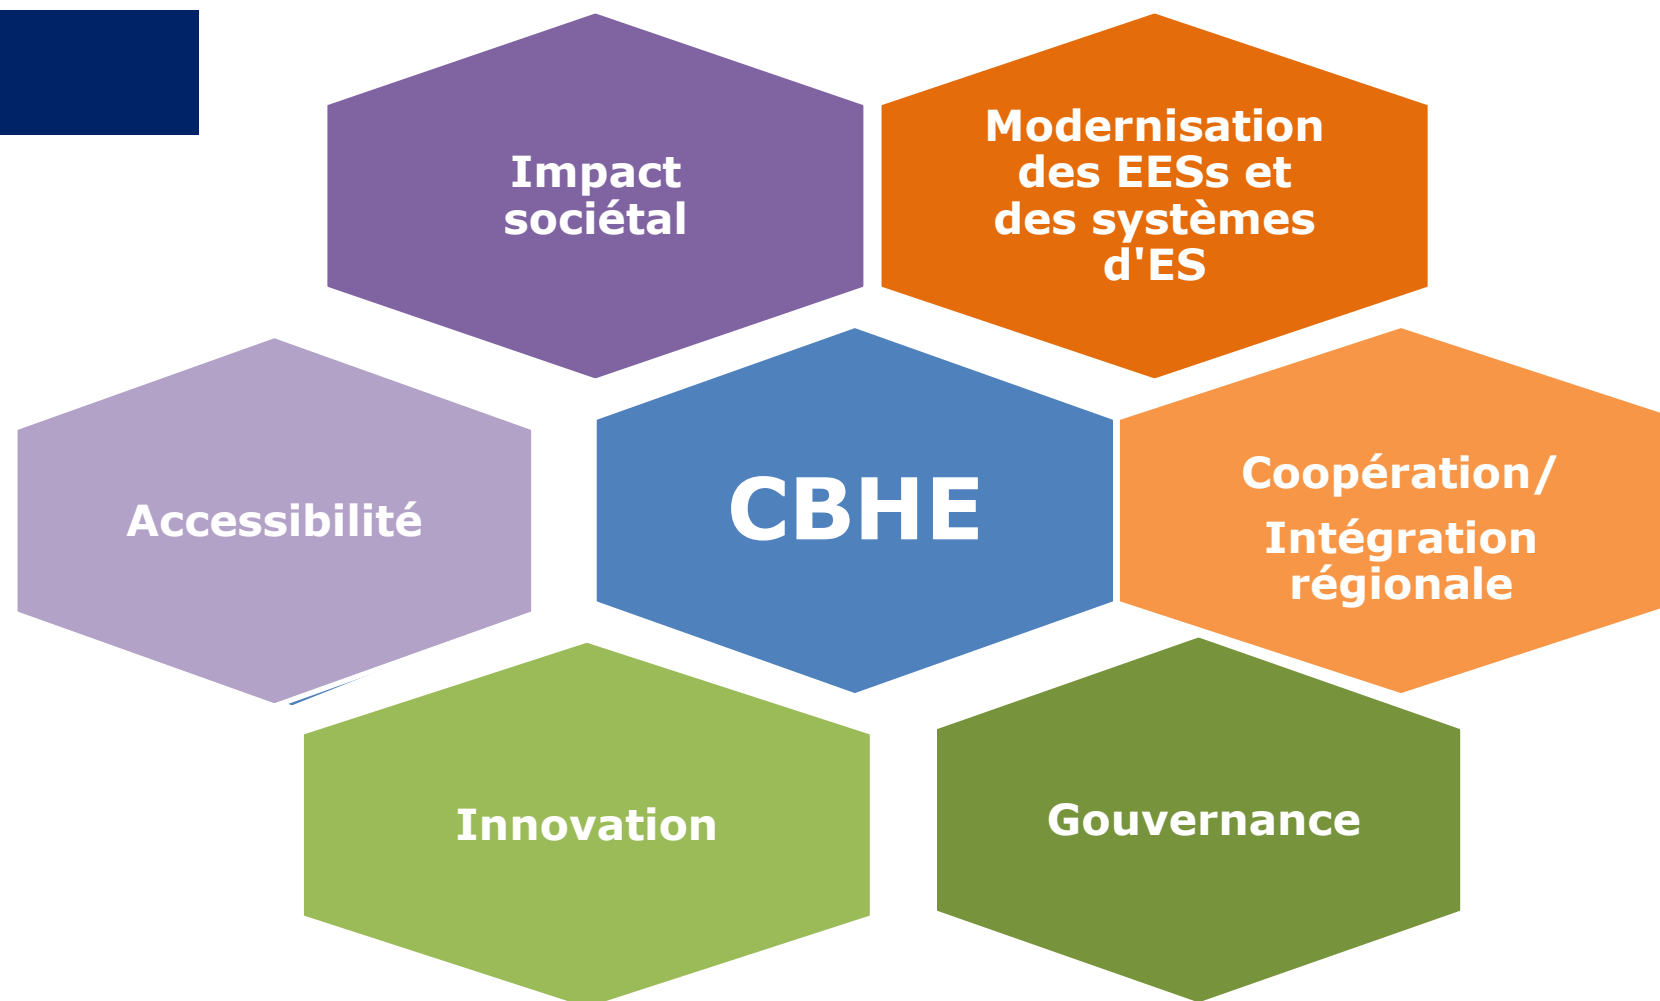 Impact
sociétal
Modernisation
des EESs et
des systèmes
d'ES
Accessibilité
CBHE
Coopération/
Intégration
régionale
Innovation
Gouvernance